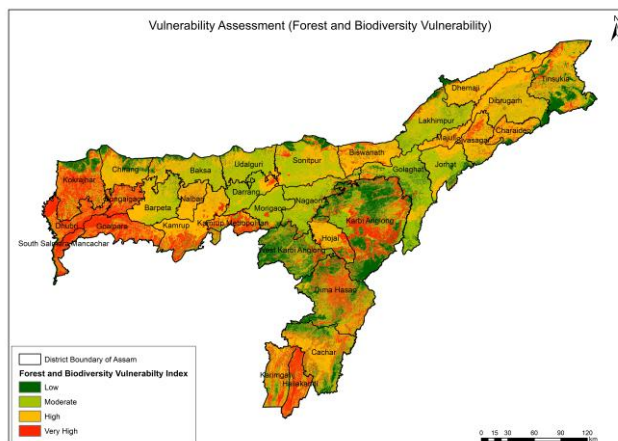 Vulnerability Assessment (Forest and Biodiversity Vulnerability)
N
Tinsukia
Dhemaji
Dibrugarh
Lakhimpur
Charaideo
Majuli
Sivasagar
Biswanath
Sonitpur
Udalguri
Baksa
Chirang
Kokrajhar
Jorhat
Golaghat
Darrang
Nagaon
Bongaigaon
Nalbari
Barpeta
Morigaon
Karbi Anglong
Dhubri
Goalpara
Kamrup
Kamrup Metropolitan
Hojai
South Salmara-Mancachar
West Karbi Anglong
Dima Hasao
Cachar
Karimganj
Hailakandi
District Boundary of Assam
Forest and Biodiversity Vulnerabilty Index
Low
Moderate
High
Very High
0 15 30 60 90 120
km